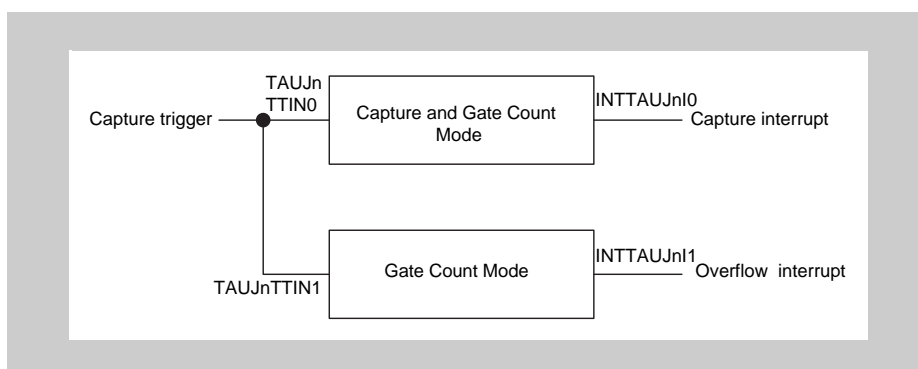 TAUJn
TTIN0
Capture trigger
Capture and Gate Count
Mode
INTTAUJnI0
Capture interrupt
TAUJnTTIN1
Gate Count Mode
INTTAUJnI1
Overflow interrupt